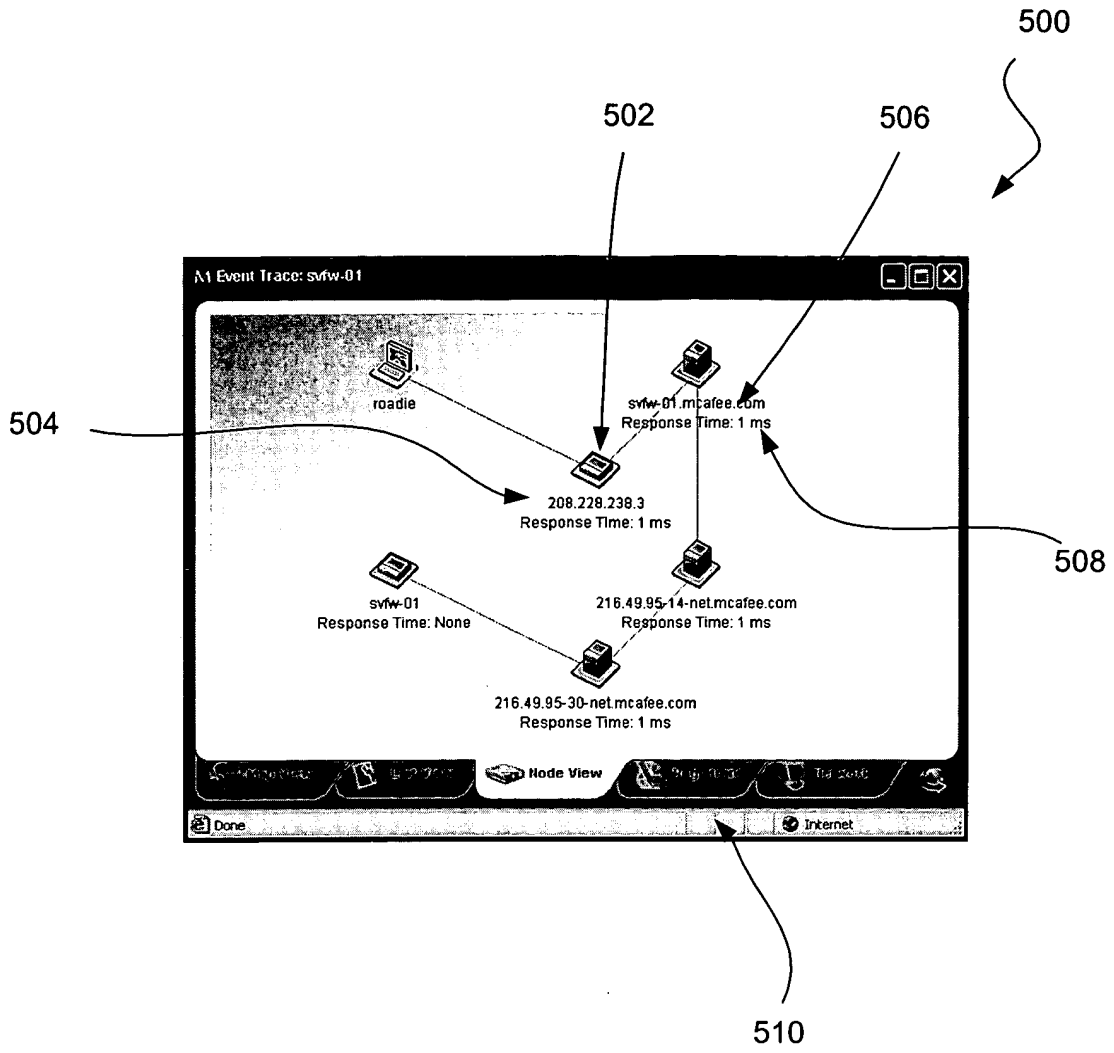 500
502
506
Event Trace: svfw-01
roadie
svfw-01.mcafee.com
Response Time: 1 ms
504
208.228.238.3
Response Time: 1 ms
508
svfw-01
Response Time: None
216.49.95-14-net.mcafee.com
Response Time: 1 ms
216.49.95-30-net.mcafee.com
Response Time: 1 ms
Node View
Done
Internet
510